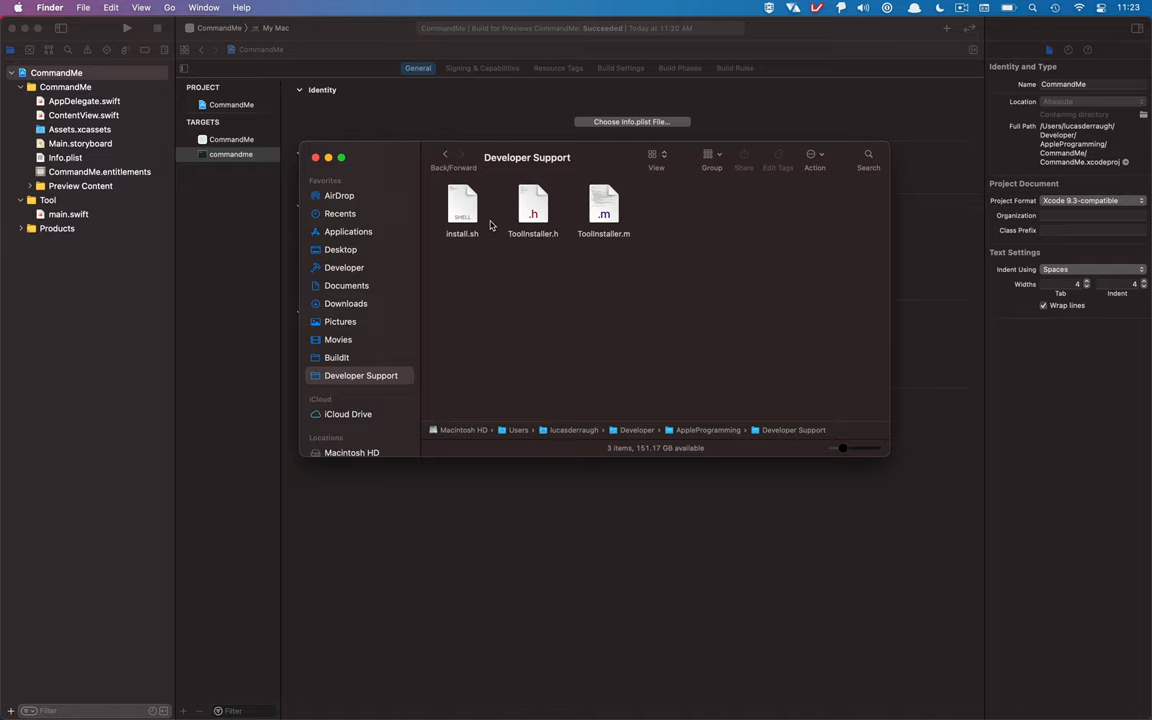 Finder File Edit View Go Window Help 11:23
CommandMe 〉 My Mac
CommandMe | Build for Previews CommandMe: Succeeded | Today at 11:20 AM
CommandMe
CommandMe
AppDelegate.swift
ContentView.swift
Assets.xcassets
Main.storyboard
Info.plist
CommandMe.entitlements
Preview Content
Tool
main.swift
Products
Filter
CommandMe
General Signing & Capabilities Resource Tags Build Settings Build Phases Build Rules
PROJECT
CommandMe
TARGETS
CommandMe
commandme
Filter
Identity
Choose Info.plist File...
Back/Forward
Developer Support
View Group Share Edit Tags Action Search
Favorites
AirDrop
Recents
Applications
Desktop
Developer
Documents
Downloads
Pictures
Movies
BuildIt
Developer Support
iCloud
iCloud Drive
Locations
Macintosh HD
SHELL .h .m
install.sh ToolInstaller.h ToolInstaller.m
Macintosh HD › Users › lucasderraugh › Developer › AppleProgramming › Developer Support
3 items, 151.17 GB available
Identity and Type
Name CommandMe
Location Absolute
Containing directory
Full Path /Users/lucasderraugh/
Developer/
AppleProgramming/
CommandMe/
CommandMe.xcodeproj
Project Document
Project Format Xcode 9.3-compatible
Organization
Class Prefix
Text Settings
Indent Using Spaces
Widths 4 4
Tab Indent
Wrap lines